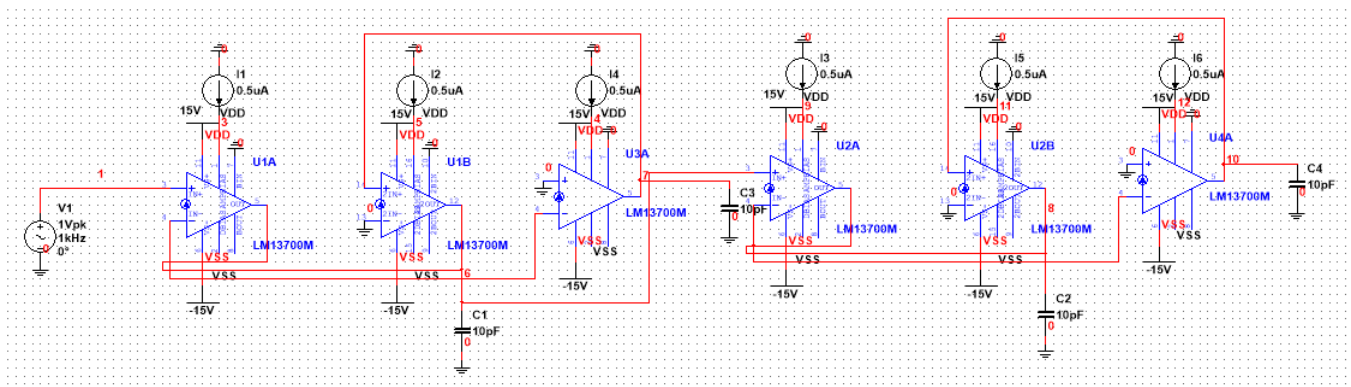 I1
0.5uA
15V
VDD
3
VDD
0
U1A
LM13700M
VSS
VSS
-15V
1
V1
1Vpk
1kHz
0°
0
I2
0.5uA
15V
VDD
5
VDD
0
U1B
LM13700M
VSS
VSS
-15V
6
C1
10pF
0
I4
0.5uA
15V
VDD
4
VDD
0
U3A
LM13700M
VSS
VSS
-15V
7
C3
10pF
0
I3
0.5uA
15V
VDD
9
VDD
0
U2A
LM13700M
VSS
VSS
-15V
I5
0.5uA
15V
VDD
11
VDD
0
U2B
LM13700M
VSS
VSS
-15V
8
C2
10pF
0
I6
0.5uA
15V
VDD
12
VDD
0
U4A
LM13700M
VSS
VSS
-15V
10
C4
10pF
0